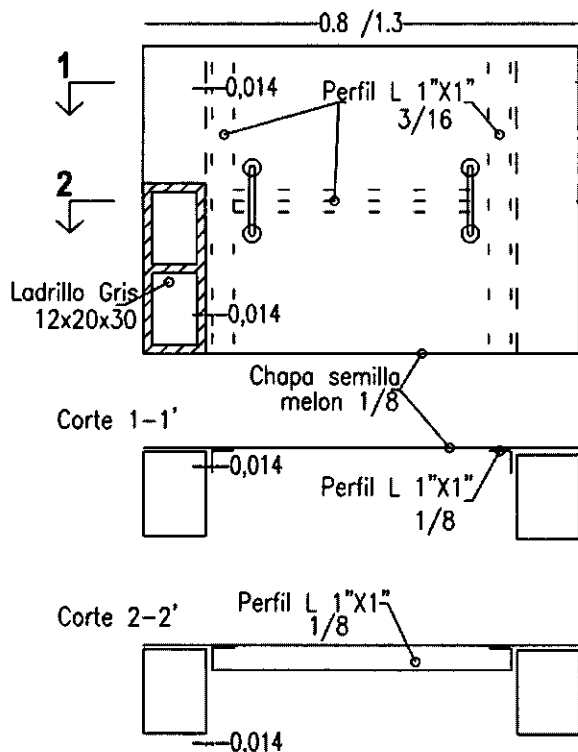 0.8 /1.3
1
0,014
Perfil L 1"X1"
3/16
2
Ladrillo Gris
12x20x30
0,014
Chapa semilla
melon 1/8
Corte 1-1'
0,014
Perfil L 1"X1"
1/8
Corte 2-2'
Perfil L 1"X1"
1/8
0.014